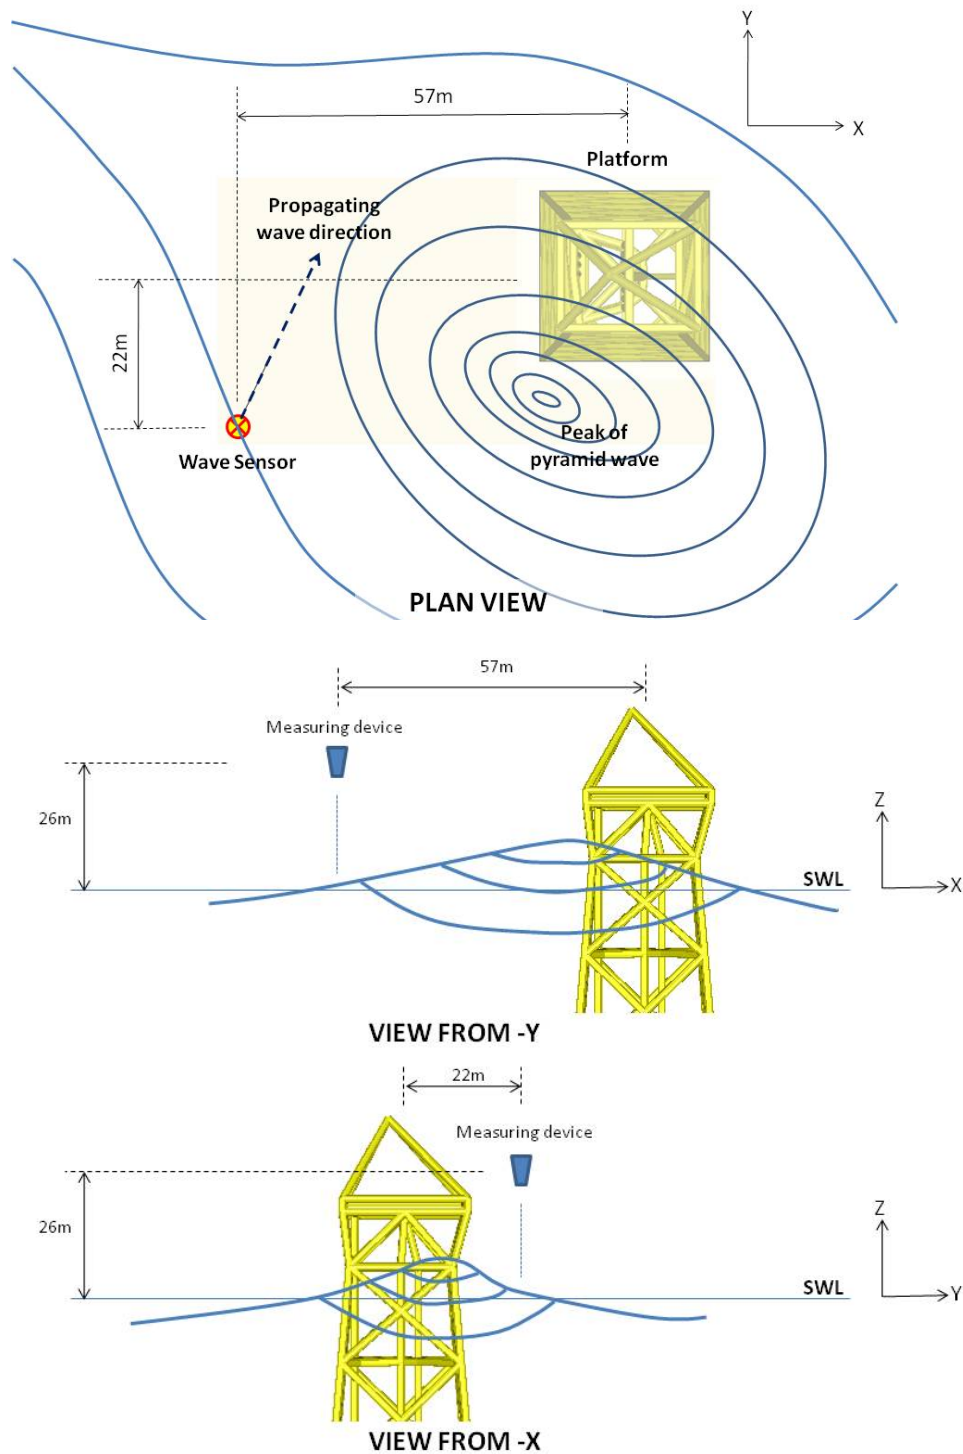 Y
57m
X
Platform
Propagating
wave direction
22m
Peak of
pyramid wave
Wave Sensor
PLAN VIEW
57m
Measuring device
26m
Z
SWL
X
VIEW FROM -Y
22m
Measuring device
26m
Z
SWL
Y
VIEW FROM -X